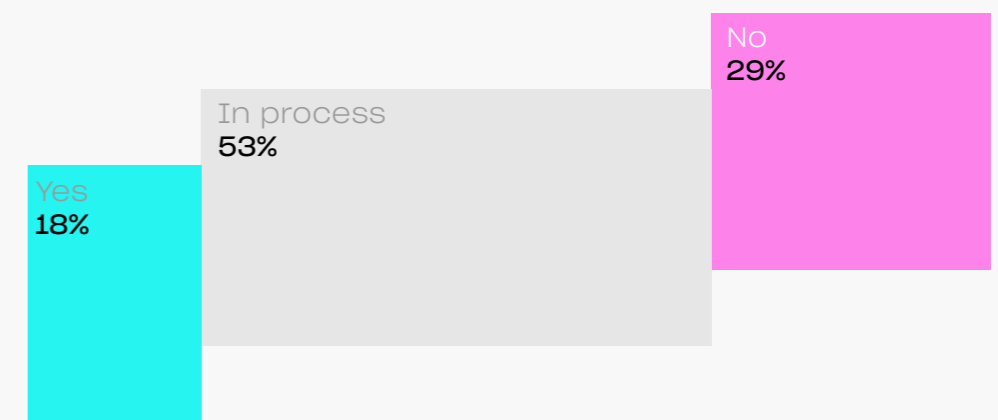 Yes
18%
In process
53%
No
29%